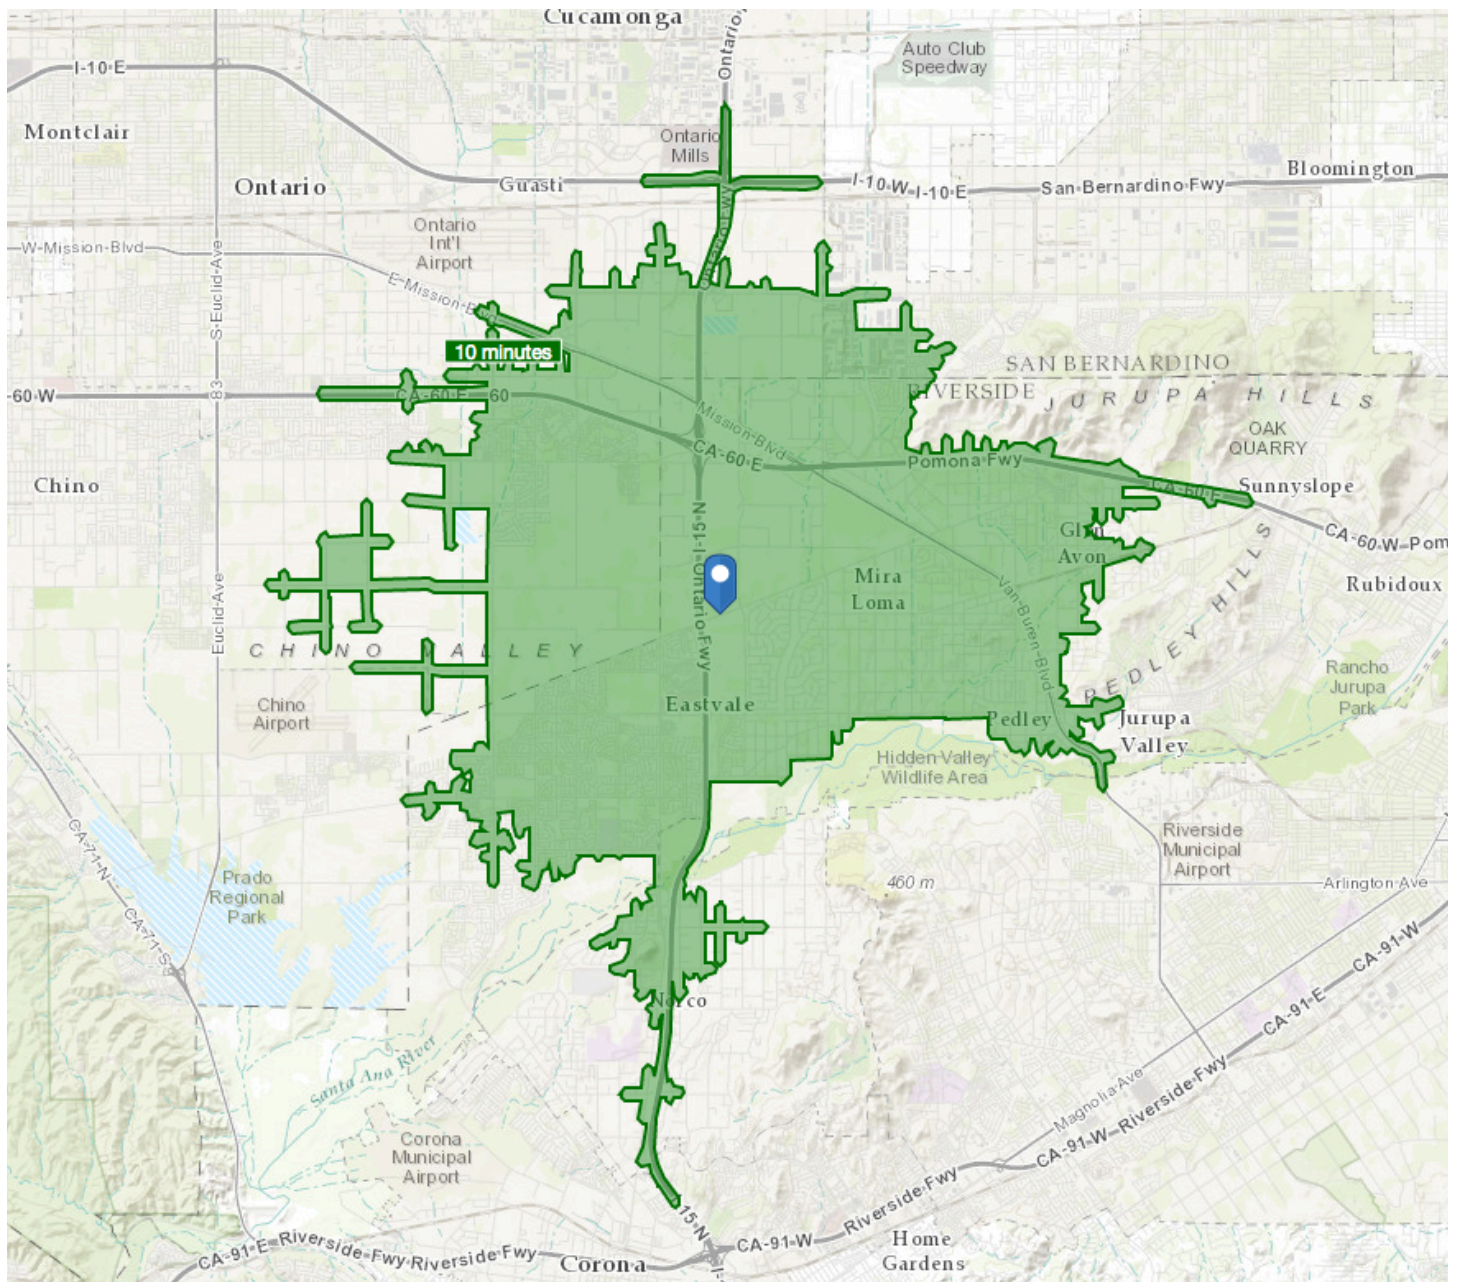 Cucamonga
Ontario
Auto Club
Speedway
I-10 E
Montclair
Ontario
Mills
Ontario
Guasti
I-10 W
I-10 E
San Bernardino Fwy
Bloomington
Ontario
Int'l
Airport
W-Mission-Blvd
E Mission-Blvd
Ontario Fwy
S-Euclid-Ave
10 minutes
SAN BERNARDINO
RIVERSIDE
JURUPA HILLS
60 W
83
CA-60 E
60
Mission-Blvd
CA-60 E
Pomona Fwy
OAK
QUARRY
CA-60 E
Sunnyslope
Chino
N-15-I
Glen
Avon
CA-60 W
Pom
Rubidoux
Ontario-Fwy
Mira
Loma
Van-Buren-Blvd
Euclid-Ave
CHINO VALLEY
PEDLEY HILLS
Rancho
Jurupa
Park
Chino
Airport
Eastvale
Pedley
Jurupa
Valley
Hidden Valley
Wildlife Area
CA-71-N
Riverside
Municipal
Airport
Prado
Regional
Park
460 m
Arlington Ave
CA-71-S
CA-91-W
Norco
CA-91-E
Santa Ana River
Magnolia Ave
Corona
Municipal
Airport
CA-91-W
Riverside-Fwy
15-N
Riverside-Fwy
CA-91 E
Riverside-Fwy
Riverside Fwy
Corona
CA-91-W
Home
Gardens